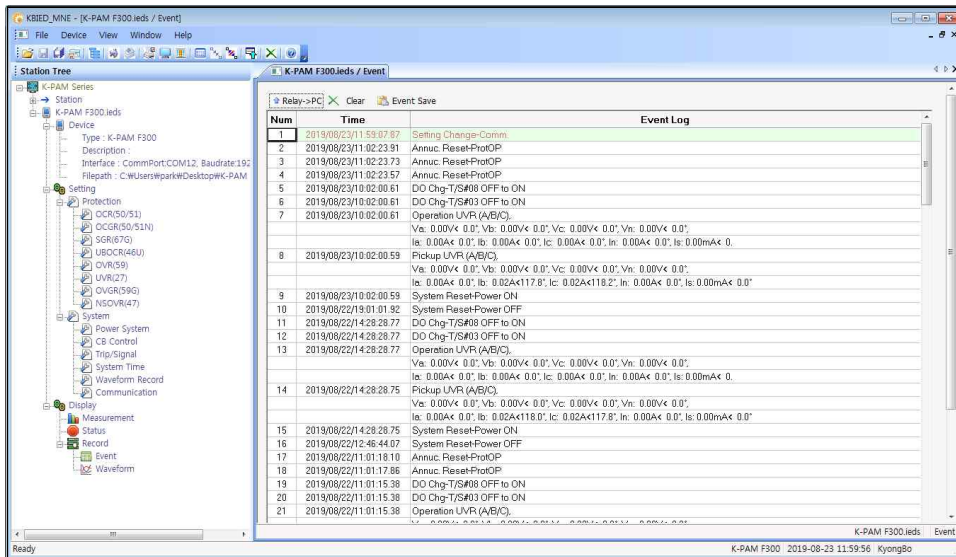 KBIED_MNE - [K-PAM F300.ieds / Event]
File Device View Window Help
Station Tree
K-PAM Series
Station
K-PAM F300.ieds
Device
Type : K-PAM F300
Description :
Interface : CommPort:COM12, Baudrate:192
Filepath : C:₩Users₩park₩Desktop₩K-PAM
Setting
Protection
OCR(50/51)
OCGR(50/51N)
SGR(67G)
UBOCR(46U)
OVR(59)
UVR(27)
OVGR(59G)
NSOVR(47)
System
Power System
CB Control
Trip/Signal
System Time
Waveform Record
Communication
Display
Measurement
Status
Record
Event
Waveform
K-PAM F300.ieds / Event
Relay->PC Clear Event Save
Num Time Event Log
1 2019/08/23/11:59:07.87 Setting Change-Comm.
2 2019/08/23/11:02:23.91 Annuc. Reset-ProtOP
3 2019/08/23/11:02:23.73 Annuc. Reset-ProtOP
4 2019/08/23/11:02:23.57 Annuc. Reset-ProtOP
5 2019/08/23/10:02:00.61 DO Chg-T/S#08 OFF to ON
6 2019/08/23/10:02:00.61 DO Chg-T/S#03 OFF to ON
7 2019/08/23/10:02:00.61 Operation UVR (A/B/C),
Va: 0.00V< 0.0°, Vb: 0.00V< 0.0°, Vc: 0.00V< 0.0°, Vn: 0.00V< 0.0°,
Ia: 0.00A< 0.0°, Ib: 0.00A< 0.0°, Ic: 0.00A< 0.0°, In: 0.00A< 0.0°, Is: 0.00mA< 0.
8 2019/08/23/10:02:00.59 Pickup UVR (A/B/C),
Va: 0.00V< 0.0°, Vb: 0.00V< 0.0°, Vc: 0.00V< 0.0°, Vn: 0.00V< 0.0°,
Ia: 0.00A< 0.0°, Ib: 0.02A<117.8°, Ic: 0.02A<118.2°, In: 0.00A< 0.0°, Is: 0.00mA< 0.0°
9 2019/08/23/10:02:00.59 System Reset-Power ON
10 2019/08/22/19:01:01.92 System Reset-Power OFF
11 2019/08/22/14:28:28.77 DO Chg-T/S#08 OFF to ON
12 2019/08/22/14:28:28.77 DO Chg-T/S#03 OFF to ON
13 2019/08/22/14:28:28.77 Operation UVR (A/B/C),
Va: 0.00V< 0.0°, Vb: 0.00V< 0.0°, Vc: 0.00V< 0.0°, Vn: 0.00V< 0.0°,
Ia: 0.00A< 0.0°, Ib: 0.00A< 0.0°, Ic: 0.00A< 0.0°, In: 0.00A< 0.0°, Is: 0.00mA< 0.
14 2019/08/22/14:28:28.75 Pickup UVR (A/B/C),
Va: 0.00V< 0.0°, Vb: 0.00V< 0.0°, Vc: 0.00V< 0.0°, Vn: 0.00V< 0.0°,
Ia: 0.00A< 0.0°, Ib: 0.02A<118.0°, Ic: 0.02A<117.8°, In: 0.00A< 0.0°, Is: 0.00mA< 0.0°
15 2019/08/22/14:28:28.75 System Reset-Power ON
16 2019/08/22/12:46:44.07 System Reset-Power OFF
17 2019/08/22/11:01:18.10 Annuc. Reset-ProtOP
18 2019/08/22/11:01:17.86 Annuc. Reset-ProtOP
19 2019/08/22/11:01:15.38 DO Chg-T/S#08 OFF to ON
20 2019/08/22/11:01:15.38 DO Chg-T/S#03 OFF to ON
21 2019/08/22/11:01:15.38 Operation UVR (A/B/C),
K-PAM F300.ieds Event
Ready K-PAM F300 2019-08-23 11:59:56 KyongBo